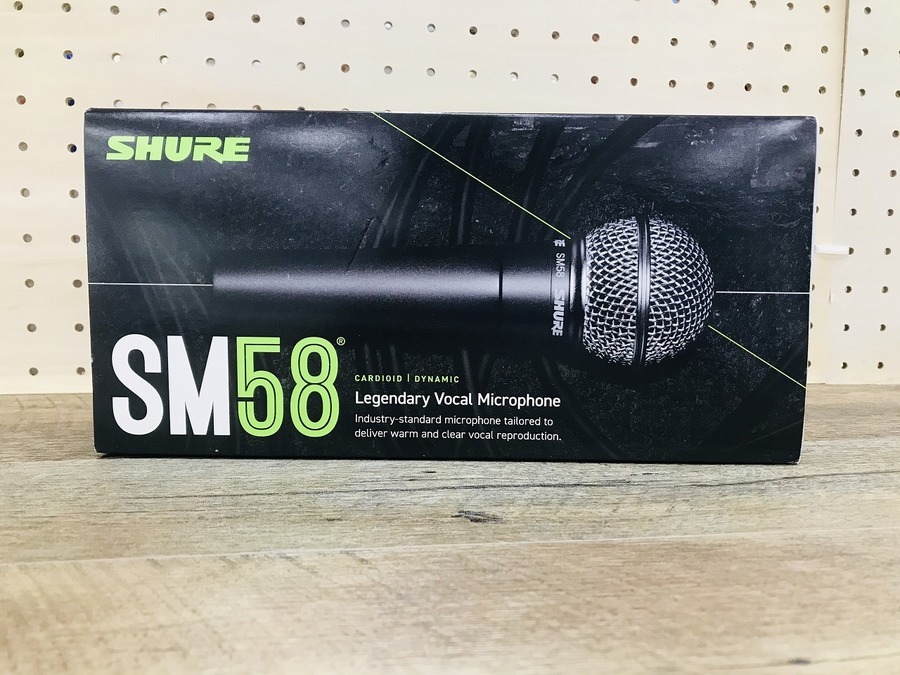 SHURE
SM58
SHURE
SM58®
CARDIOID | DYNAMIC
Legendary Vocal Microphone
Industry-standard microphone tailored to
deliver warm and clear vocal reproduction.